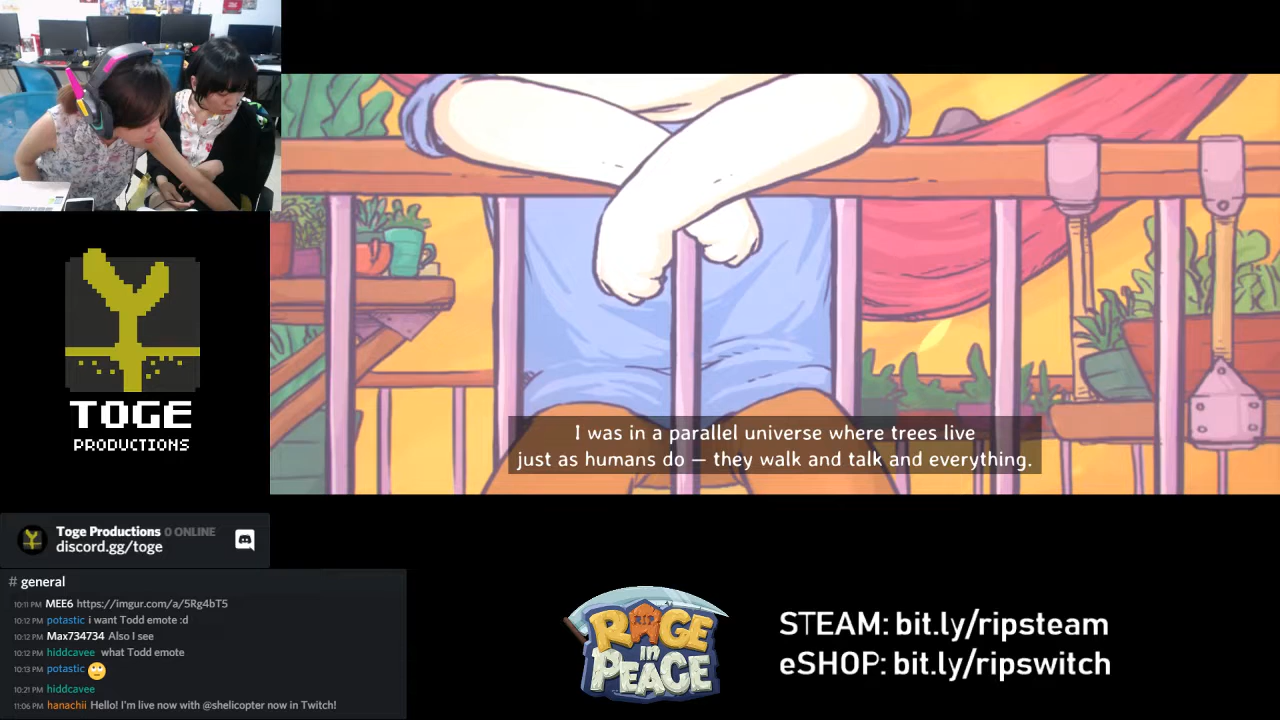 I was in a parallel universe where trees live
just as humans do — they walk and talk and everything.
TOGE
PRODUCTIONS
Toge Productions 0 ONLINE
discord.gg/toge
# general
10:11 PM MEE6 https://imgur.com/a/5Rg4bT5
10:12 PM potastic i want Todd emote :d
10:12 PM Max734734 Also I see
10:12 PM hiddcavee what Todd emote
10:13 PM potastic 🙄
10:21 PM hiddcavee
11:06 PM hanachii Hello! I'm live now with @shelicopter now in Twitch!
RIP
RAGE
in
PEACE
STEAM: bit.ly/ripsteam
eSHOP: bit.ly/ripswitch